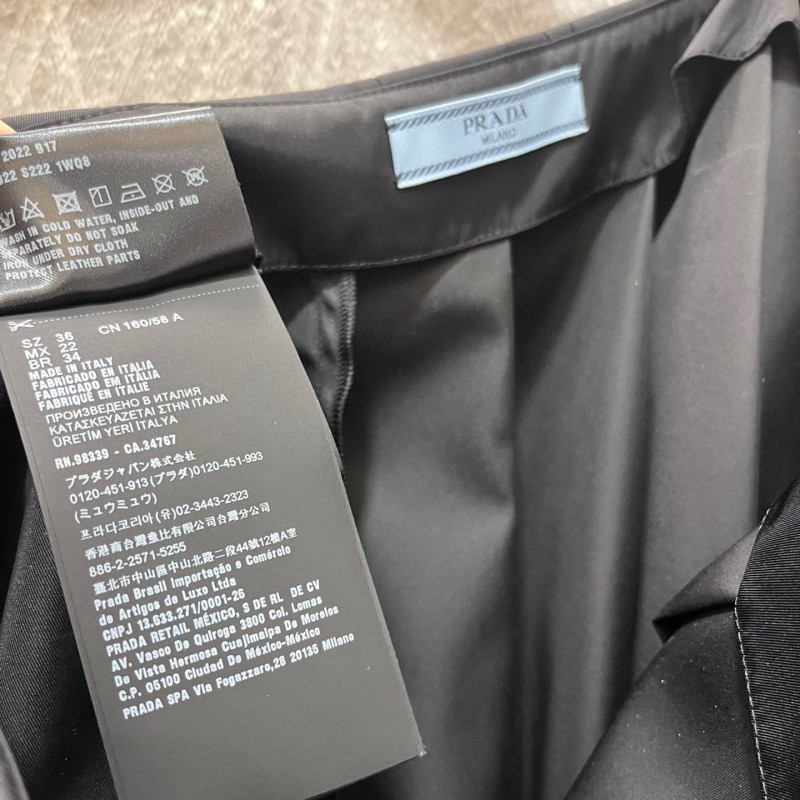 2022 917
022 S222 1WQ8
WASH IN COLD WATER, INSIDE-OUT AND
SEPARATELY DO NOT SOAK
IRON UNDER DRY CLOTH
PROTECT LEATHER PARTS
PRADA
MILANO
SZ 36 CN 160/58 A
MX 22
BR 34
MADE IN ITALY
FABRICADO EN ITALIA
FABRICADO EM ITALIA
FABRIQUÉ EN ITALIE
ПРОИЗВЕДЕНО В ИТАЛИЯ
ΚΑΤΑΣΚΕΥΑΖΕΤΑΙ ΣΤΗΝ ΙΤΑΛΙΑ
ÜRETİM YERİ İTALYA
RN.98339 - CA.34767
プラダジャパン株式会社
0120-451-913(プラダ)0120-451-993
(ミュウミュウ)
프라다코리아 (유)02-3443-2323
香港商台灣壹比有限公司台灣分公司
886-2-2571-5255
臺北市中山區中山北路二段44號12樓A室
Prada Brasil Importação e Comércio
de Artigos de Luxo Ltda
CNPJ 13.633.271/0001-26
PRADA RETAIL MÉXICO, S DE RL. DE CV
AV. Vasco De Quiroga 3800 Col. Lomas
De Vista Hermosa Cuajimalpa De Morelos
C.P. 05100 Ciudad De México-México
PRADA SPA Via Fogazzaro,28 20135 Milano